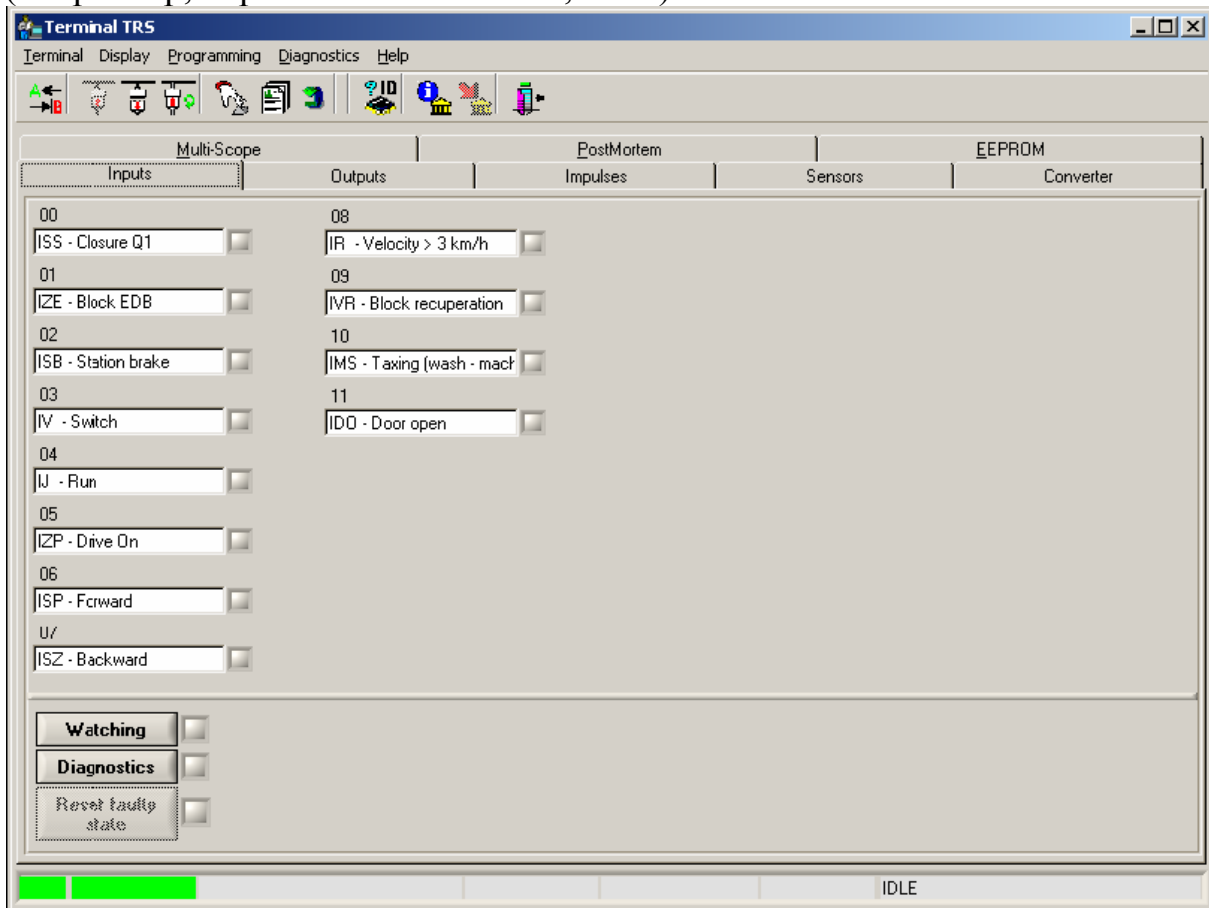 Terminal TRS
Terminal Display Programming Diagnostics Help
A B ?ID
Multi-Scope PostMortem EEPROM
Inputs Outputs Impulses Sensors Converter
00
ISS - Closure Q1
01
IZE - Block EDB
02
ISB - Station brake
03
IV - Switch
04
IJ - Run
05
IZP - Drive On
06
ISP - Forward
07
ISZ - Backward
08
IR - Velocity > 3 km/h
09
IVR - Block recuperation
10
IMS - Taxing (wash - mach
11
IDO - Door open
Watching
Diagnostics
Reset faulty
state
IDLE